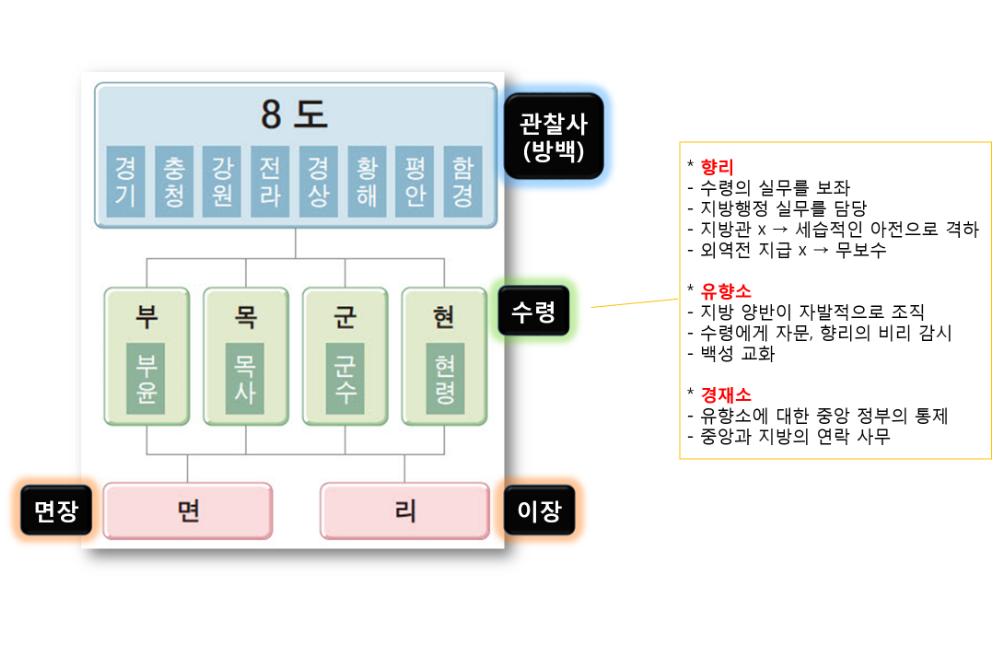 8 도
관찰사
(방백)
경기 충청 강원 전라 경상 황해 평안 함경
부 목 군 현
부윤 목사 군수 현령
수령
면장
면
리
이장
* 향리
- 수령의 실무를 보좌
- 지방행정 실무를 담당
- 지방관 x → 세습적인 아전으로 격하
- 외역전 지급 x → 무보수
* 유향소
- 지방 양반이 자발적으로 조직
- 수령에게 자문, 향리의 비리 감시
- 백성 교화
* 경재소
- 유향소에 대한 중앙 정부의 통제
- 중앙과 지방의 연락 사무